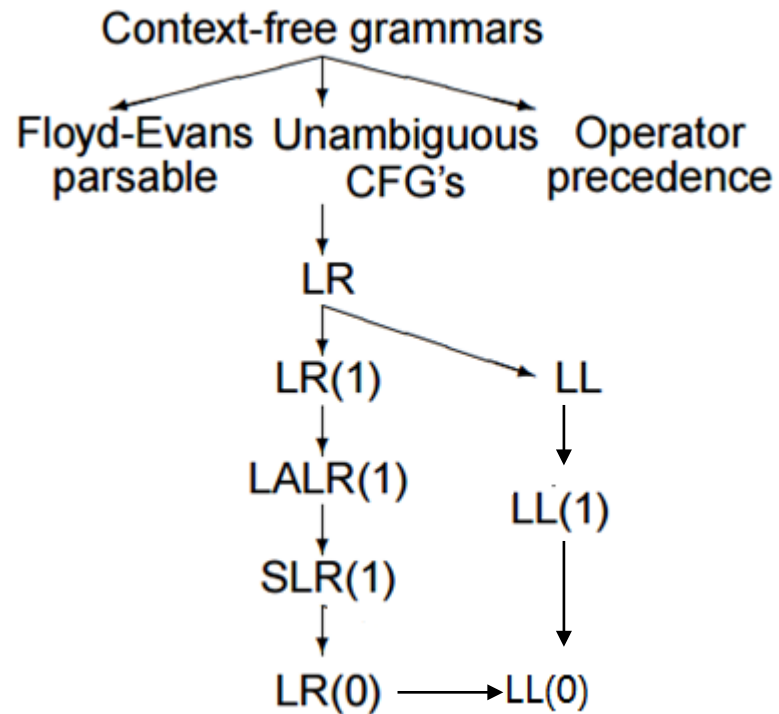 Context-free grammars
Floyd-Evans parsable
Unambiguous CFG's
Operator precedence
LR
LR(1)
LL
LALR(1)
LL(1)
SLR(1)
LR(0)
LL(0)